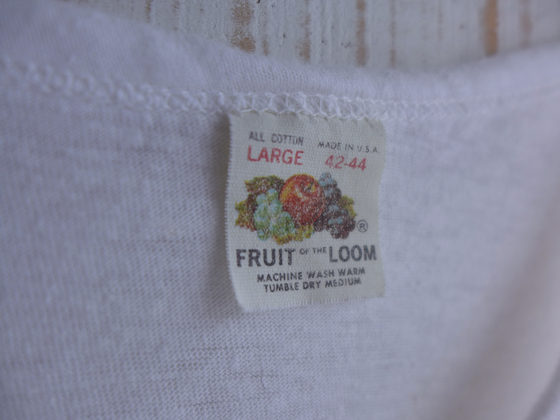 ALL COTTON MADE IN U.S.A.
LARGE 42-44
®
FRUIT OF THE LOOM
MACHINE WASH WARM
TUMBLE DRY MEDIUM